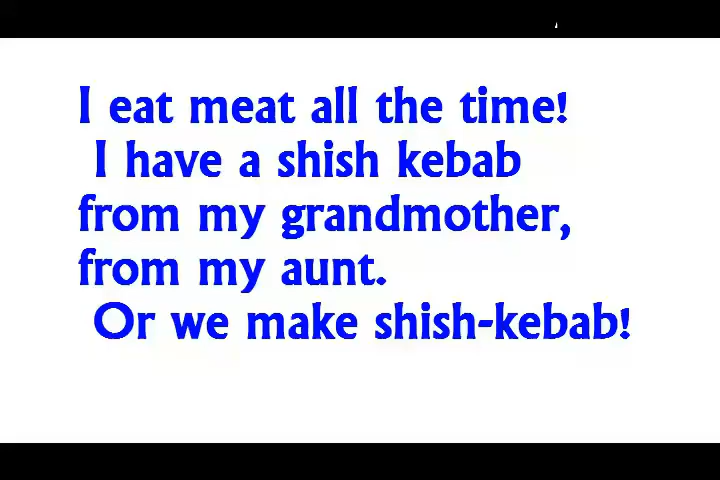 I eat meat all the time!
I have a shish kebab
from my grandmother,
from my aunt.
Or we make shish-kebab!